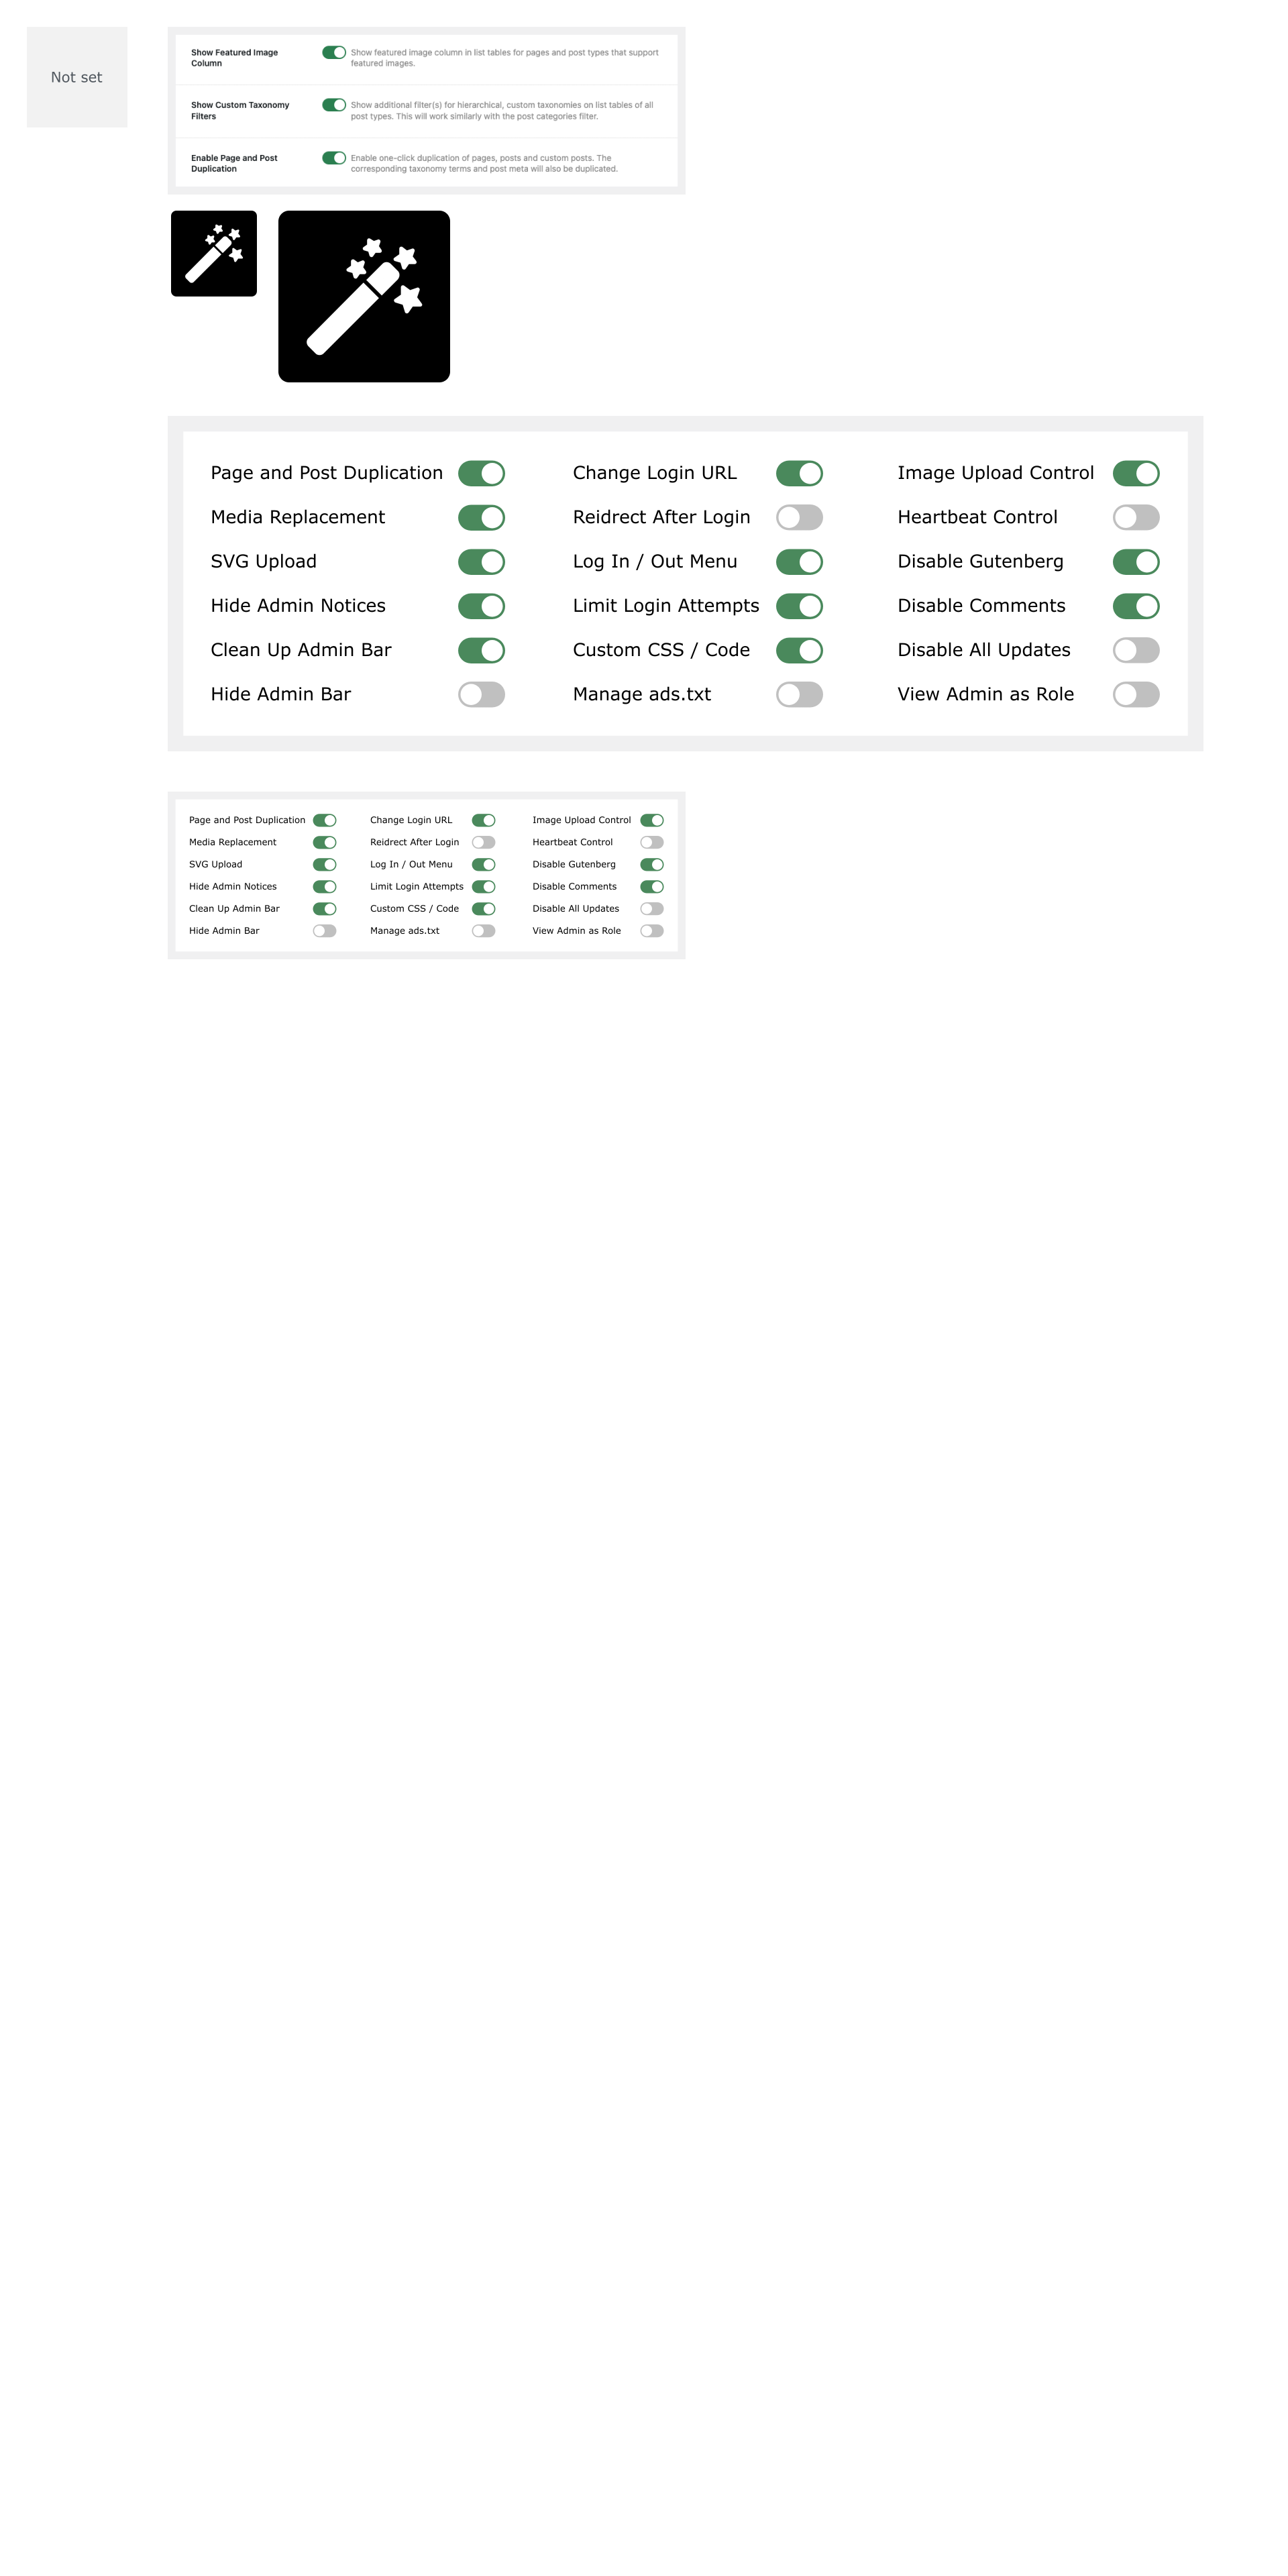 Not set
Show Featured Image
Column
Show featured image column in list tables for pages and post types that support
featured images.
Show Custom Taxonomy
Filters
Show additional filter(s) for hierarchical, custom taxonomies on list tables of all
post types. This will work similarly with the post categories filter.
Enable Page and Post
Duplication
Enable one-click duplication of pages, posts and custom posts. The
corresponding taxonomy terms and post meta will also be duplicated.
Page and Post Duplication
Change Login URL
Image Upload Control
Media Replacement
Reidrect After Login
Heartbeat Control
SVG Upload
Log In / Out Menu
Disable Gutenberg
Hide Admin Notices
Limit Login Attempts
Disable Comments
Clean Up Admin Bar
Custom CSS / Code
Disable All Updates
Hide Admin Bar
Manage ads.txt
View Admin as Role
Page and Post Duplication
Change Login URL
Image Upload Control
Media Replacement
Reidrect After Login
Heartbeat Control
SVG Upload
Log In / Out Menu
Disable Gutenberg
Hide Admin Notices
Limit Login Attempts
Disable Comments
Clean Up Admin Bar
Custom CSS / Code
Disable All Updates
Hide Admin Bar
Manage ads.txt
View Admin as Role